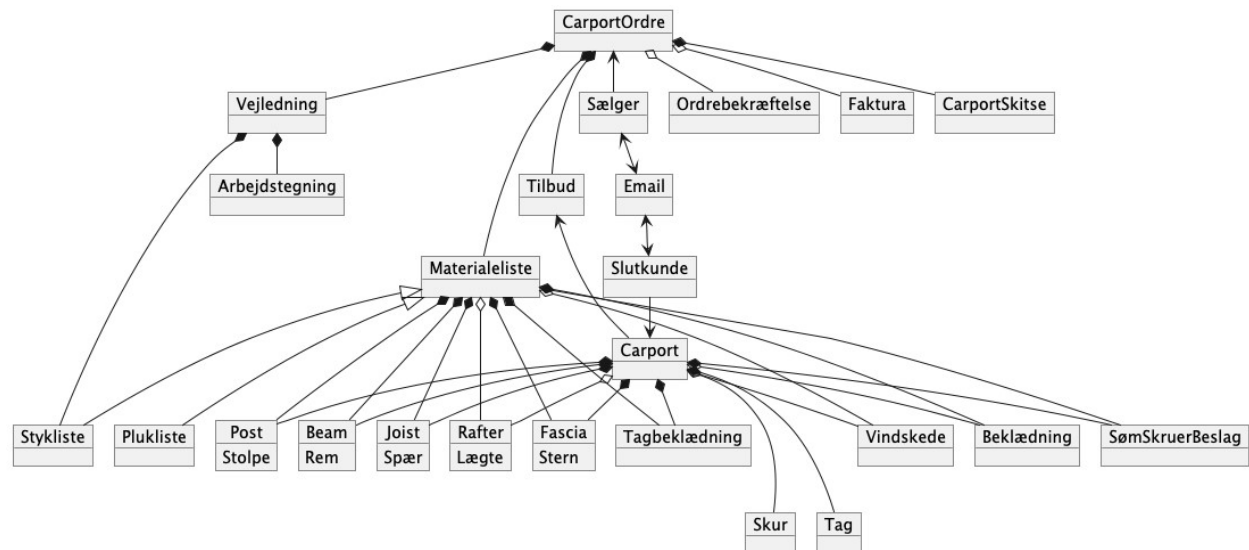 CarportOrdre
Vejledning
Sælger
Ordrebekræftelse
Faktura
CarportSkitse
Arbejdstegning
Tilbud
Email
Materialeliste
Slutkunde
Carport
Stykliste
Plukliste
Post
Stolpe
Beam
Rem
Joist
Spær
Rafter
Lægte
Fascia
Stern
Tagbeklædning
Vindskede
Beklædning
SømSkruerBeslag
Skur
Tag